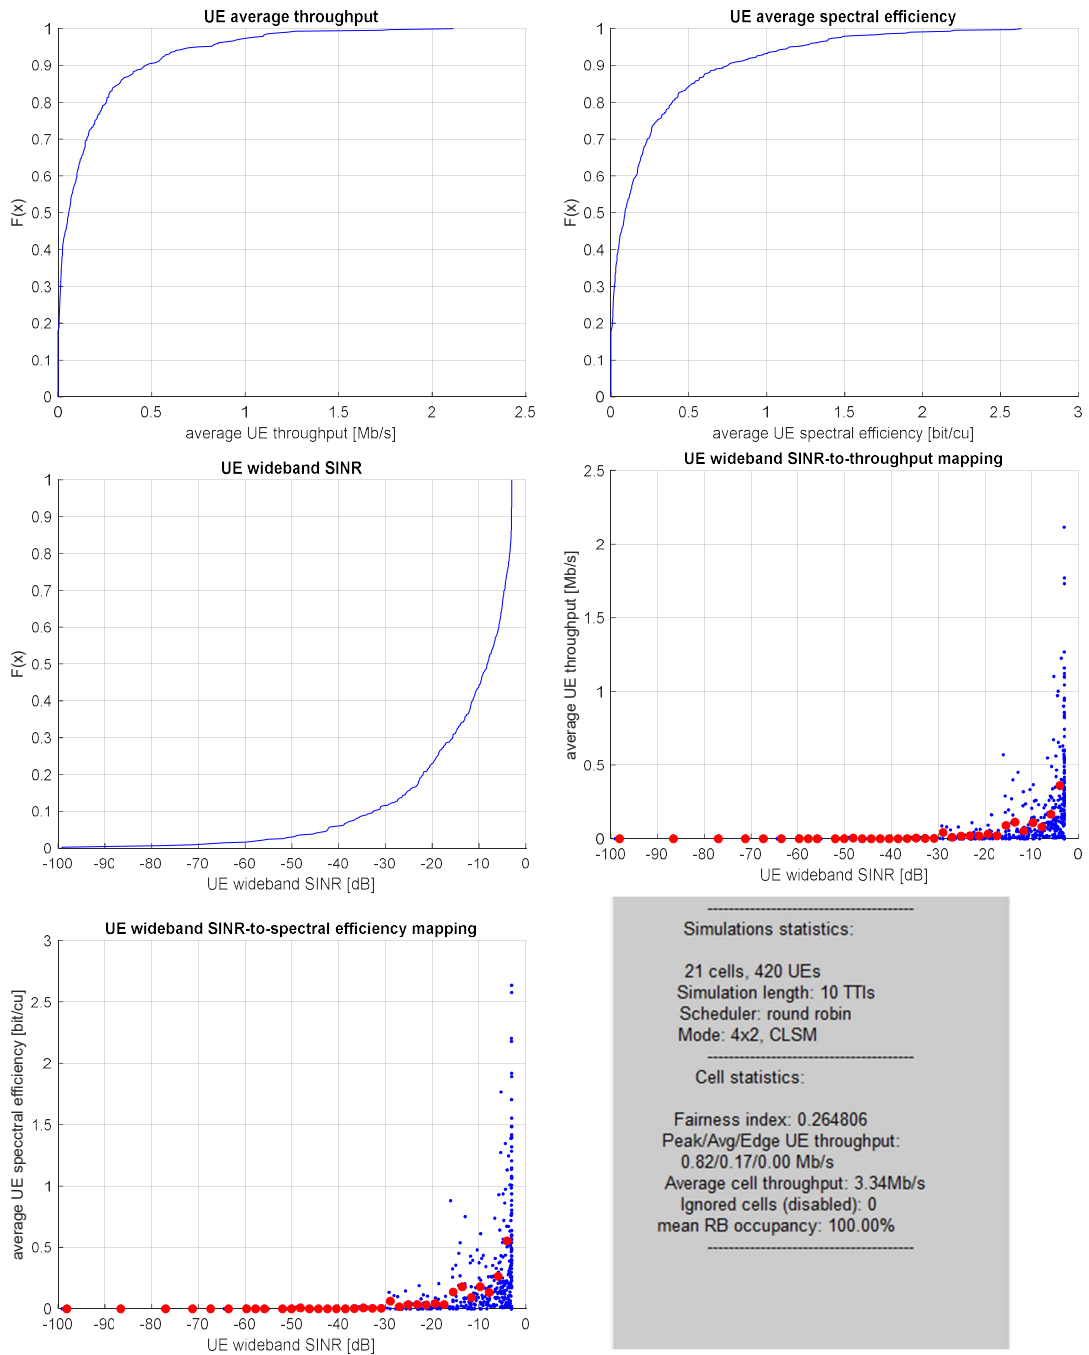 UE average throughput
1
0.9
0.8
0.7
0.6
0.5
0.4
0.3
0.2
0.1
0
F(x)
0 0.5 1 1.5 2 2.5
average UE throughput [Mb/s]
UE average spectral efficiency
1
0.9
0.8
0.7
0.6
0.5
0.4
0.3
0.2
0.1
0
F(x)
0 0.5 1 1.5 2 2.5 3
average UE spectral efficiency [bit/cu]
UE wideband SINR
1
0.9
0.8
0.7
0.6
0.5
0.4
0.3
0.2
0.1
0
F(x)
-100 -90 -80 -70 -60 -50 -40 -30 -20 -10 0
UE wideband SINR [dB]
UE wideband SINR-to-throughput mapping
2.5
2
1.5
1
0.5
0
average UE throughput [Mb/s]
-100 -90 -80 -70 -60 -50 -40 -30 -20 -10 0
UE wideband SINR [dB]
UE wideband SINR-to-spectral efficiency mapping
3
2.5
2
1.5
1
0.5
0
average UE specctral efficiency [bit/cu]
-100 -90 -80 -70 -60 -50 -40 -30 -20 -10 0
UE wideband SINR [dB]
----------------------------------------
Simulations statistics:
21 cells, 420 UEs
Simulation length: 10 TTIs
Scheduler: round robin
Mode: 4x2, CLSM
----------------------------------------
Cell statistics:
Fairness index: 0.264806
Peak/Avg/Edge UE throughput:
0.82/0.17/0.00 Mb/s
Average cell throughput: 3.34Mb/s
Ignored cells (disabled): 0
mean RB occupancy: 100.00%
----------------------------------------